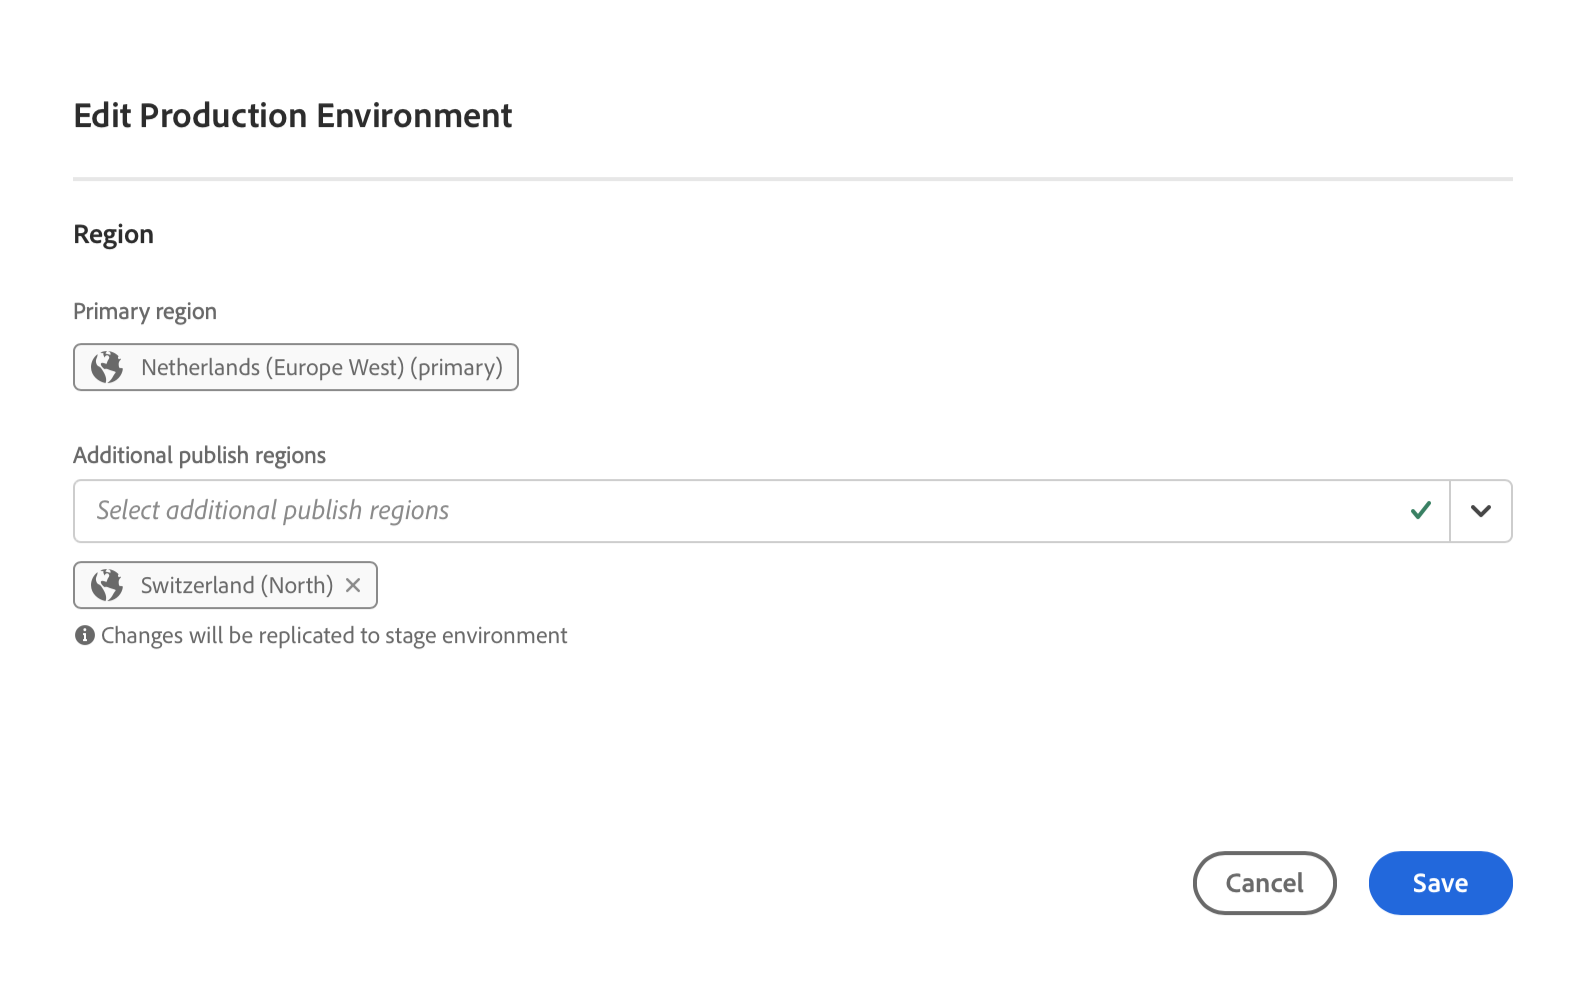 Edit Production Environment
Region
Primary region
Netherlands (Europe West) (primary)
Additional publish regions
Select additional publish regions
Switzerland (North)
Changes will be replicated to stage environment
Cancel
Save